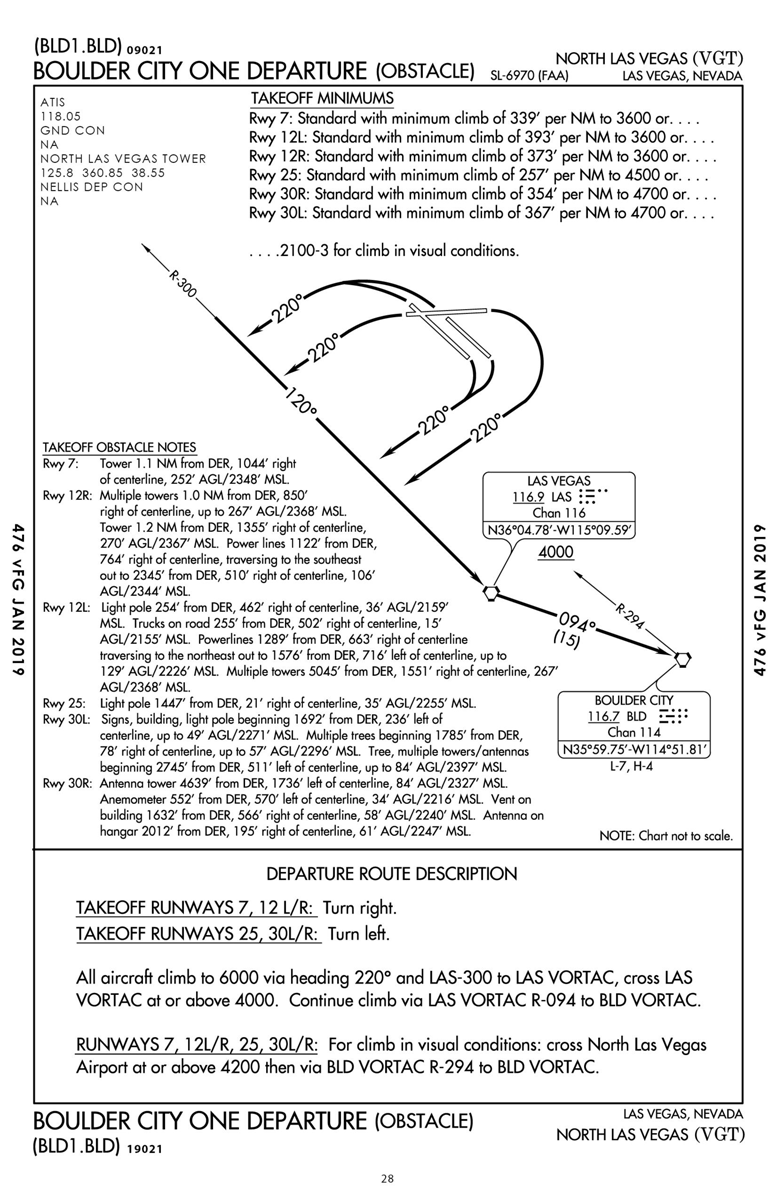 (BLD1.BLD) 09021
BOULDER CITY ONE DEPARTURE (OBSTACLE)
SL-6970 (FAA)
NORTH LAS VEGAS (VGT)
LAS VEGAS, NEVADA
ATIS
118.05
GND CON
NA
NORTH LAS VEGAS TOWER
125.8 360.85 38.55
NELLIS DEP CON
NA
TAKEOFF MINIMUMS
Rwy 7: Standard with minimum climb of 339' per NM to 3600 or. . . .
Rwy 12L: Standard with minimum climb of 393' per NM to 3600 or. . . .
Rwy 12R: Standard with minimum climb of 373' per NM to 3600 or. . . .
Rwy 25: Standard with minimum climb of 257' per NM to 4500 or. . . .
Rwy 30R: Standard with minimum climb of 354' per NM to 4700 or. . . .
Rwy 30L: Standard with minimum climb of 367' per NM to 4700 or. . . .
. . . .2100-3 for climb in visual conditions.
R-300
220°
220°
120°
220°
220°
TAKEOFF OBSTACLE NOTES
Rwy 7: Tower 1.1 NM from DER, 1044' right
of centerline, 252' AGL/2348' MSL.
Rwy 12R: Multiple towers 1.0 NM from DER, 850'
right of centerline, up to 267' AGL/2368' MSL.
Tower 1.2 NM from DER, 1355' right of centerline,
270' AGL/2367' MSL. Power lines 1122' from DER,
764' right of centerline, traversing to the southeast
out to 2345' from DER, 510' right of centerline, 106'
AGL/2344' MSL.
Rwy 12L: Light pole 254' from DER, 462' right of centerline, 36' AGL/2159'
MSL. Trucks on road 255' from DER, 502' right of centerline, 15'
AGL/2155' MSL. Powerlines 1289' from DER, 663' right of centerline
traversing to the northeast out to 1576' from DER, 716' left of centerline, up to
129' AGL/2226' MSL. Multiple towers 5045' from DER, 1551' right of centerline, 267'
AGL/2368' MSL.
Rwy 25: Light pole 1447' from DER, 21' right of centerline, 35' AGL/2255' MSL.
Rwy 30L: Signs, building, light pole beginning 1692' from DER, 236' left of
centerline, up to 49' AGL/2271' MSL. Multiple trees beginning 1785' from DER,
78' right of centerline, up to 57' AGL/2296' MSL. Tree, multiple towers/antennas
beginning 2745' from DER, 511' left of centerline, up to 84' AGL/2397' MSL.
Rwy 30R: Antenna tower 4639' from DER, 1736' left of centerline, 84' AGL/2327' MSL.
Anemometer 552' from DER, 570' left of centerline, 34' AGL/2216' MSL. Vent on
building 1632' from DER, 566' right of centerline, 58' AGL/2240' MSL. Antenna on
hangar 2012' from DER, 195' right of centerline, 61' AGL/2247' MSL.
LAS VEGAS
116.9 LAS
Chan 116
N36°04.78'-W115°09.59'
4000
094°
(15)
R-294
BOULDER CITY
116.7 BLD
Chan 114
N35°59.75'-W114°51.81'
L-7, H-4
NOTE: Chart not to scale.
476 vFG JAN 2019
476 vFG JAN 2019
DEPARTURE ROUTE DESCRIPTION
TAKEOFF RUNWAYS 7, 12 L/R: Turn right.
TAKEOFF RUNWAYS 25, 30L/R: Turn left.
All aircraft climb to 6000 via heading 220° and LAS-300 to LAS VORTAC, cross LAS
VORTAC at or above 4000. Continue climb via LAS VORTAC R-094 to BLD VORTAC.
RUNWAYS 7, 12L/R, 25, 30L/R: For climb in visual conditions: cross North Las Vegas
Airport at or above 4200 then via BLD VORTAC R-294 to BLD VORTAC.
BOULDER CITY ONE DEPARTURE (OBSTACLE)
(BLD1.BLD) 19021
LAS VEGAS, NEVADA
NORTH LAS VEGAS (VGT)
28